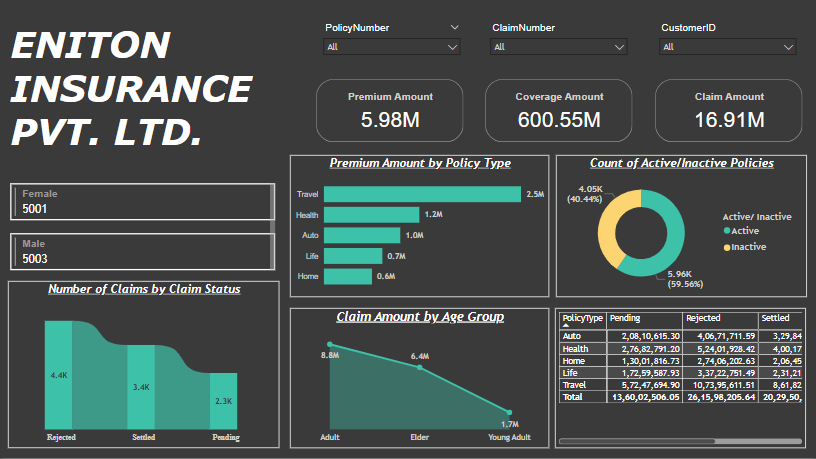 ENITON
INSURANCE
PVT. LTD.
PolicyNumber
All
ClaimNumber
All
CustomerID
All
Premium Amount
5.98M
Coverage Amount
600.55M
Claim Amount
16.91M
Female
5001
Male
5003
Premium Amount by Policy Type
Travel 2.5M
Health 1.2M
Auto 1.0M
Life 0.7M
Home 0.6M
Count of Active/Inactive Policies
4.05K
(40.44%)
5.96K
(59.56%)
Active/ Inactive
Active
Inactive
Number of Claims by Claim Status
4.4K
3.4K
2.3K
Rejected Settled Pending
Claim Amount by Age Group
8.8M
6.4M
1.7M
Adult Elder Young Adult
PolicyType Pending Rejected Settled
Auto 2,08,10,615.30 4,06,71,711.59 3,29,84
Health 2,76,82,791.20 5,24,01,928.42 4,00,17
Home 1,30,01,816.73 2,74,06,202.63 2,06,45
Life 1,72,59,587.93 3,37,22,751.49 2,31,21
Travel 5,72,47,694.90 10,73,95,611.51 8,61,82
Total 13,60,02,506.05 26,15,98,205.64 20,29,50,